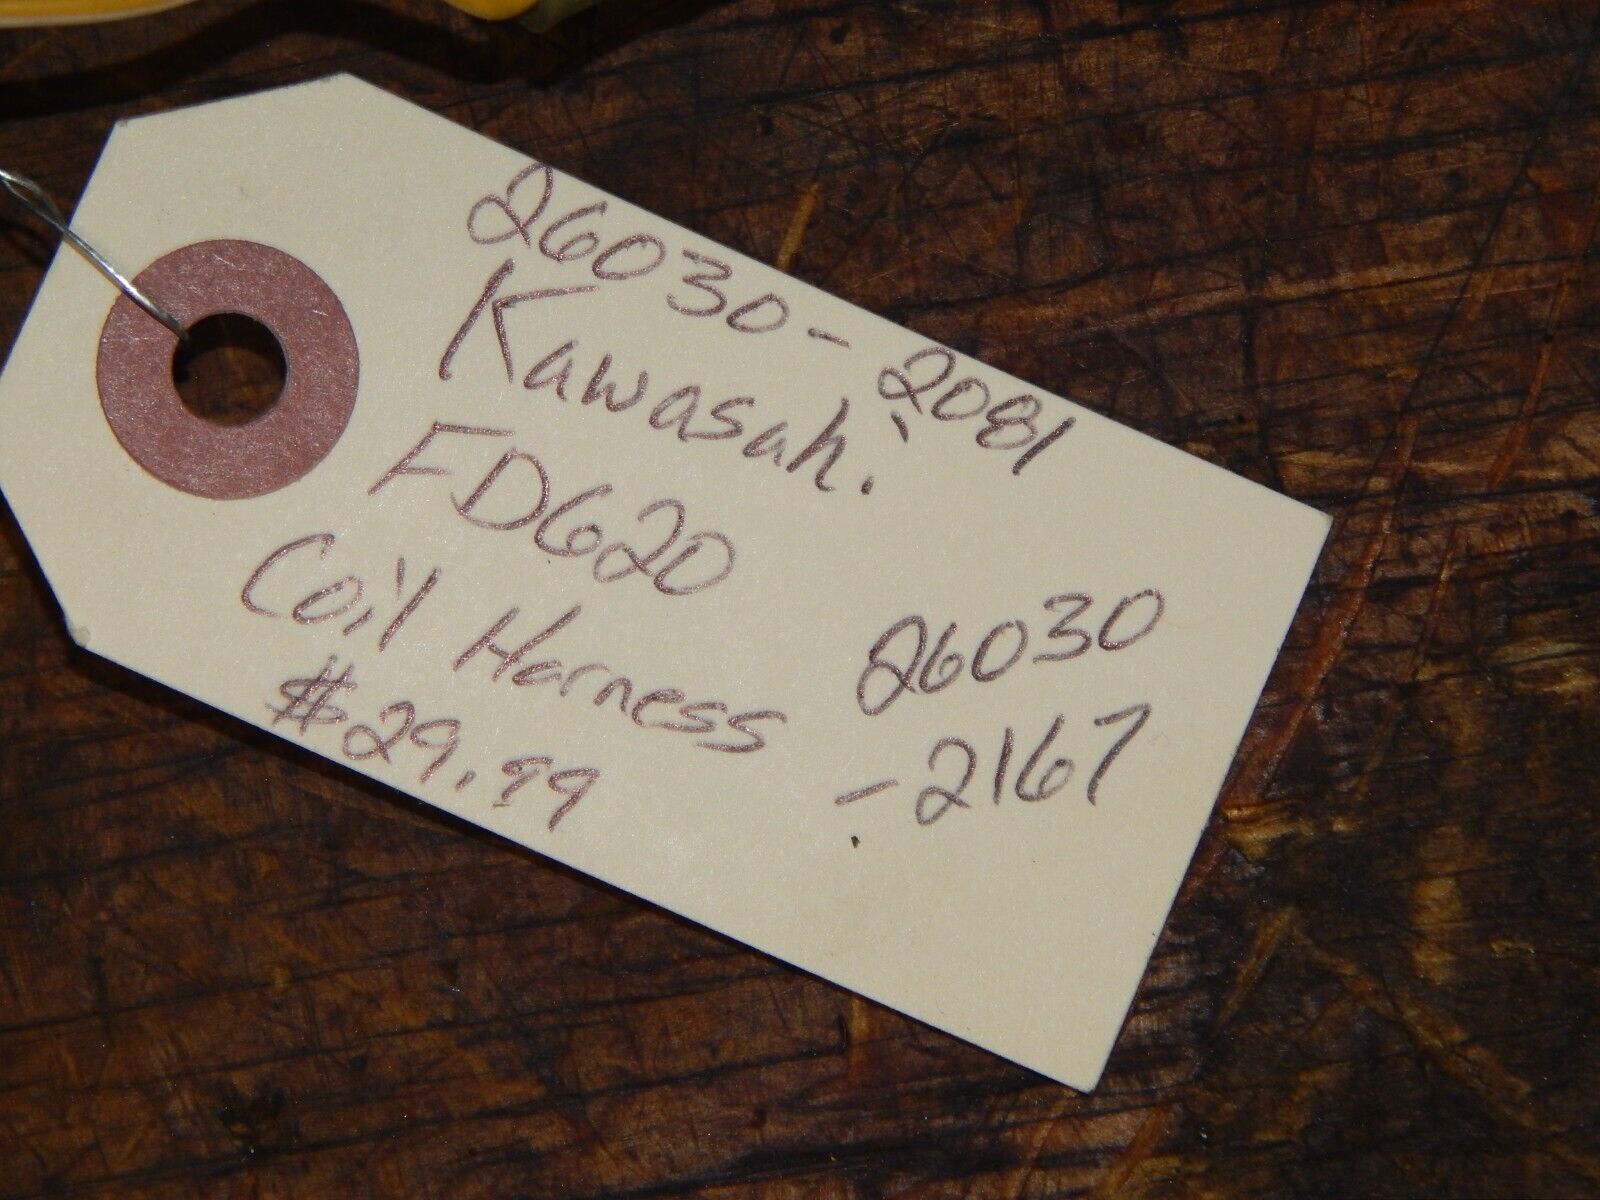 26030-2081
Kawasaki
FD620
Coil Harness
$29.99
26030
-2167